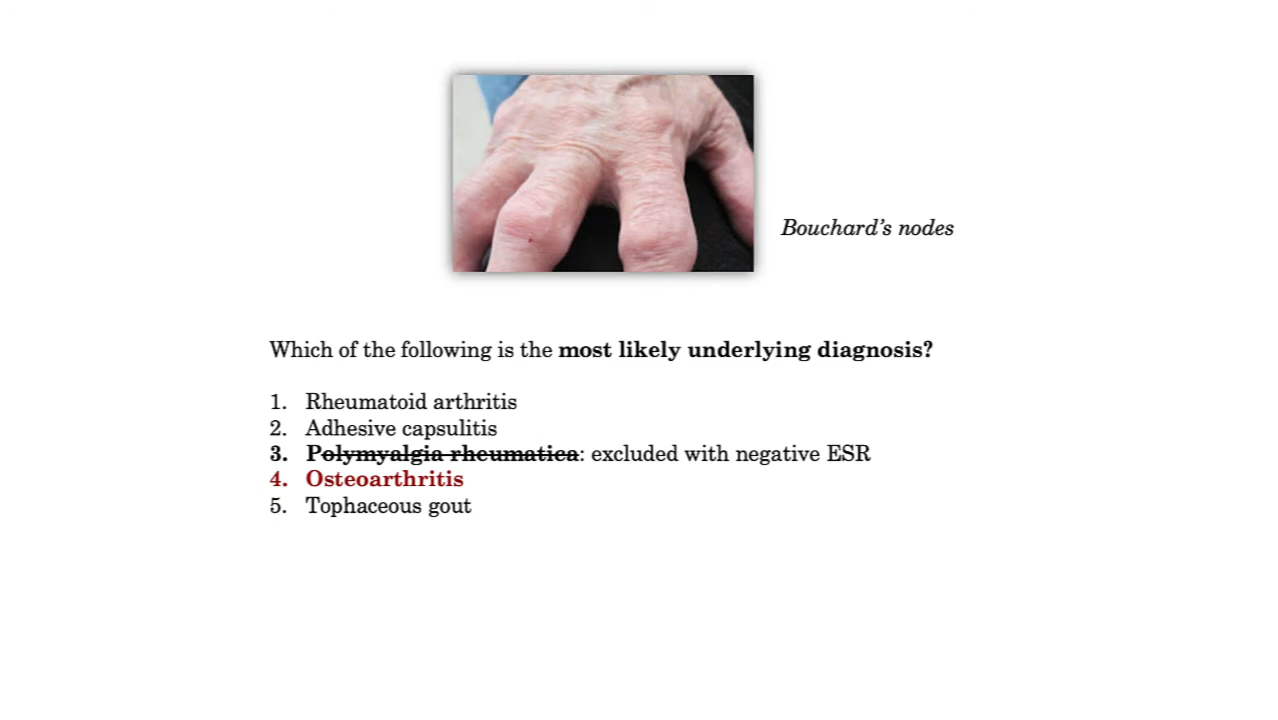 Bouchard's nodes
Which of the following is the most likely underlying diagnosis?
1. Rheumatoid arthritis
2. Adhesive capsulitis
3. Polymyalgia rheumatica: excluded with negative ESR
4. Osteoarthritis
5. Tophaceous gout